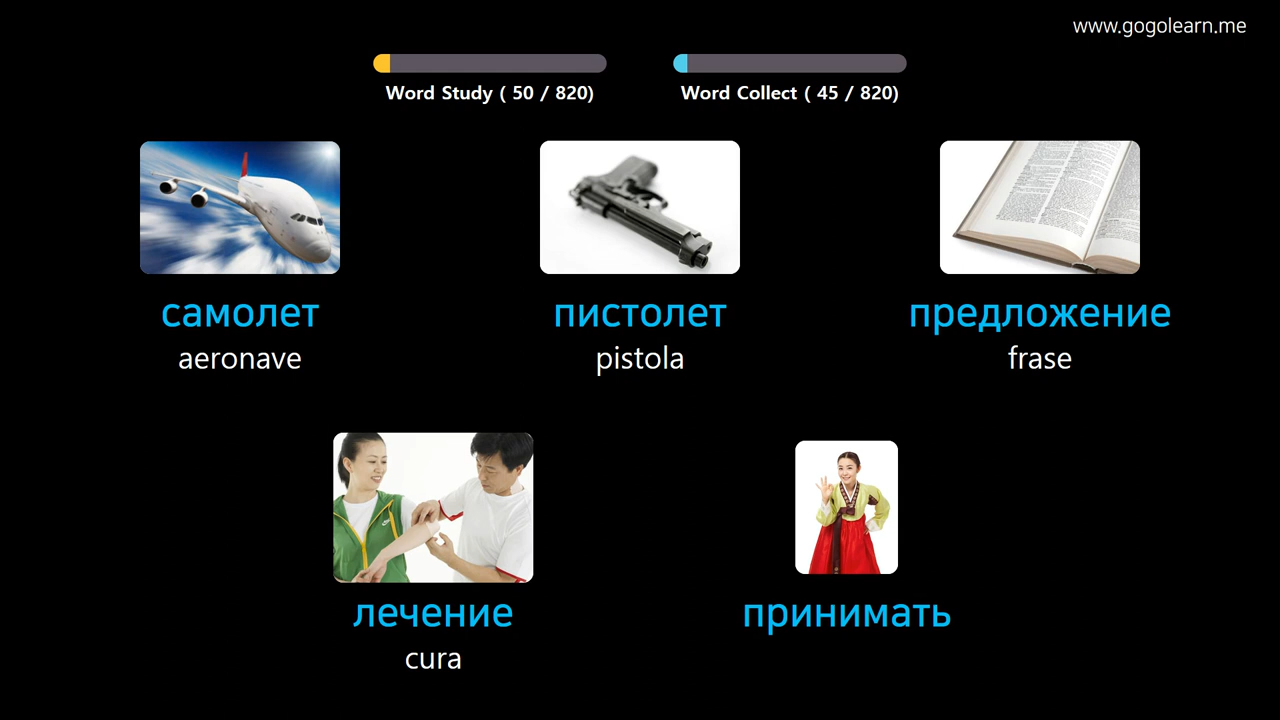 www.gogolearn.me
Word Study ( 50 / 820)
Word Collect ( 45 / 820)
самолет
aeronave
пистолет
pistola
предложение
frase
лечение
cura
принимать